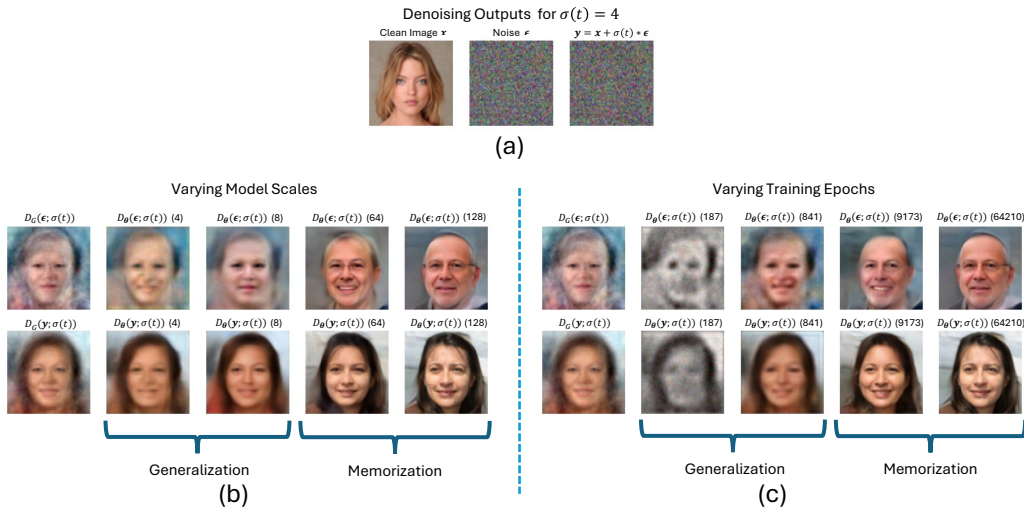 Denoising Outputs for σ(t) = 4
Clean Image x Noise ϵ y = x + σ(t) * ϵ
(a)
Varying Model Scales
D_G(ϵ; σ(t)) D_θ(ϵ; σ(t)) (4) D_θ(ϵ; σ(t)) (8) D_θ(ϵ; σ(t)) (64) D_θ(ϵ; σ(t)) (128)
D_G(y; σ(t)) D_θ(y; σ(t)) (4) D_θ(y; σ(t)) (8) D_θ(y; σ(t)) (64) D_θ(y; σ(t)) (128)
Generalization Memorization
(b)
Varying Training Epochs
D_G(ϵ; σ(t)) D_θ(ϵ; σ(t)) (187) D_θ(ϵ; σ(t)) (841) D_θ(ϵ; σ(t)) (9173) D_θ(ϵ; σ(t)) (64210)
D_G(y; σ(t)) D_θ(y; σ(t)) (187) D_θ(y; σ(t)) (841) D_θ(y; σ(t)) (9173) D_θ(y; σ(t)) (64210)
Generalization Memorization
(c)